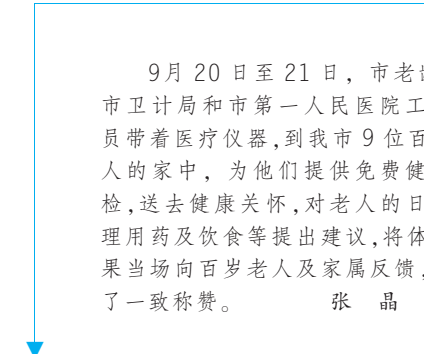 9月20日至21日，市老
市卫计局和市第一人民医院工
员带着医疗仪器,到我市9位百
人的家中，为他们提供免费健
检,送去健康关怀,对老人的日
理用药及饮食等提出建议,将体
果当场向百岁老人及家属反馈,
了一致称赞。 张 晶